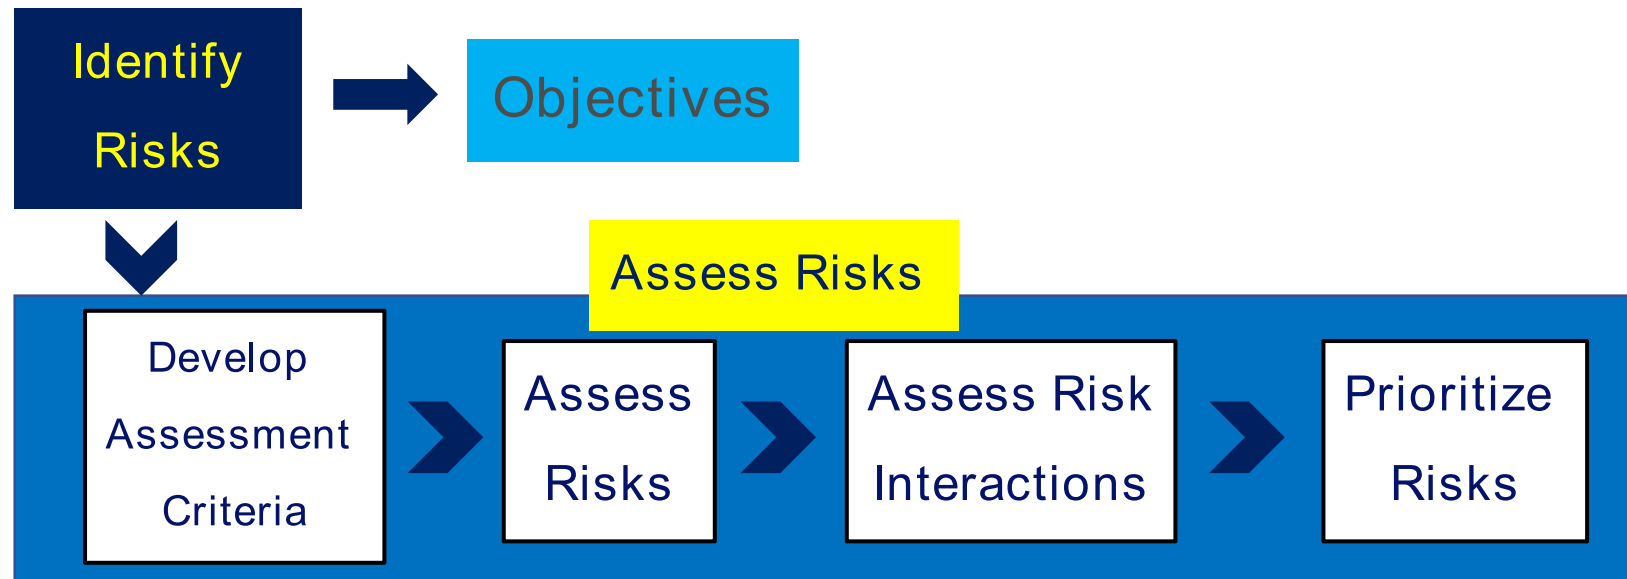 Identify
Risks
Objectives
Assess Risks
Develop
Assessment
Criteria
Assess
Risks
Assess Risk
Interactions
Prioritize
Risks